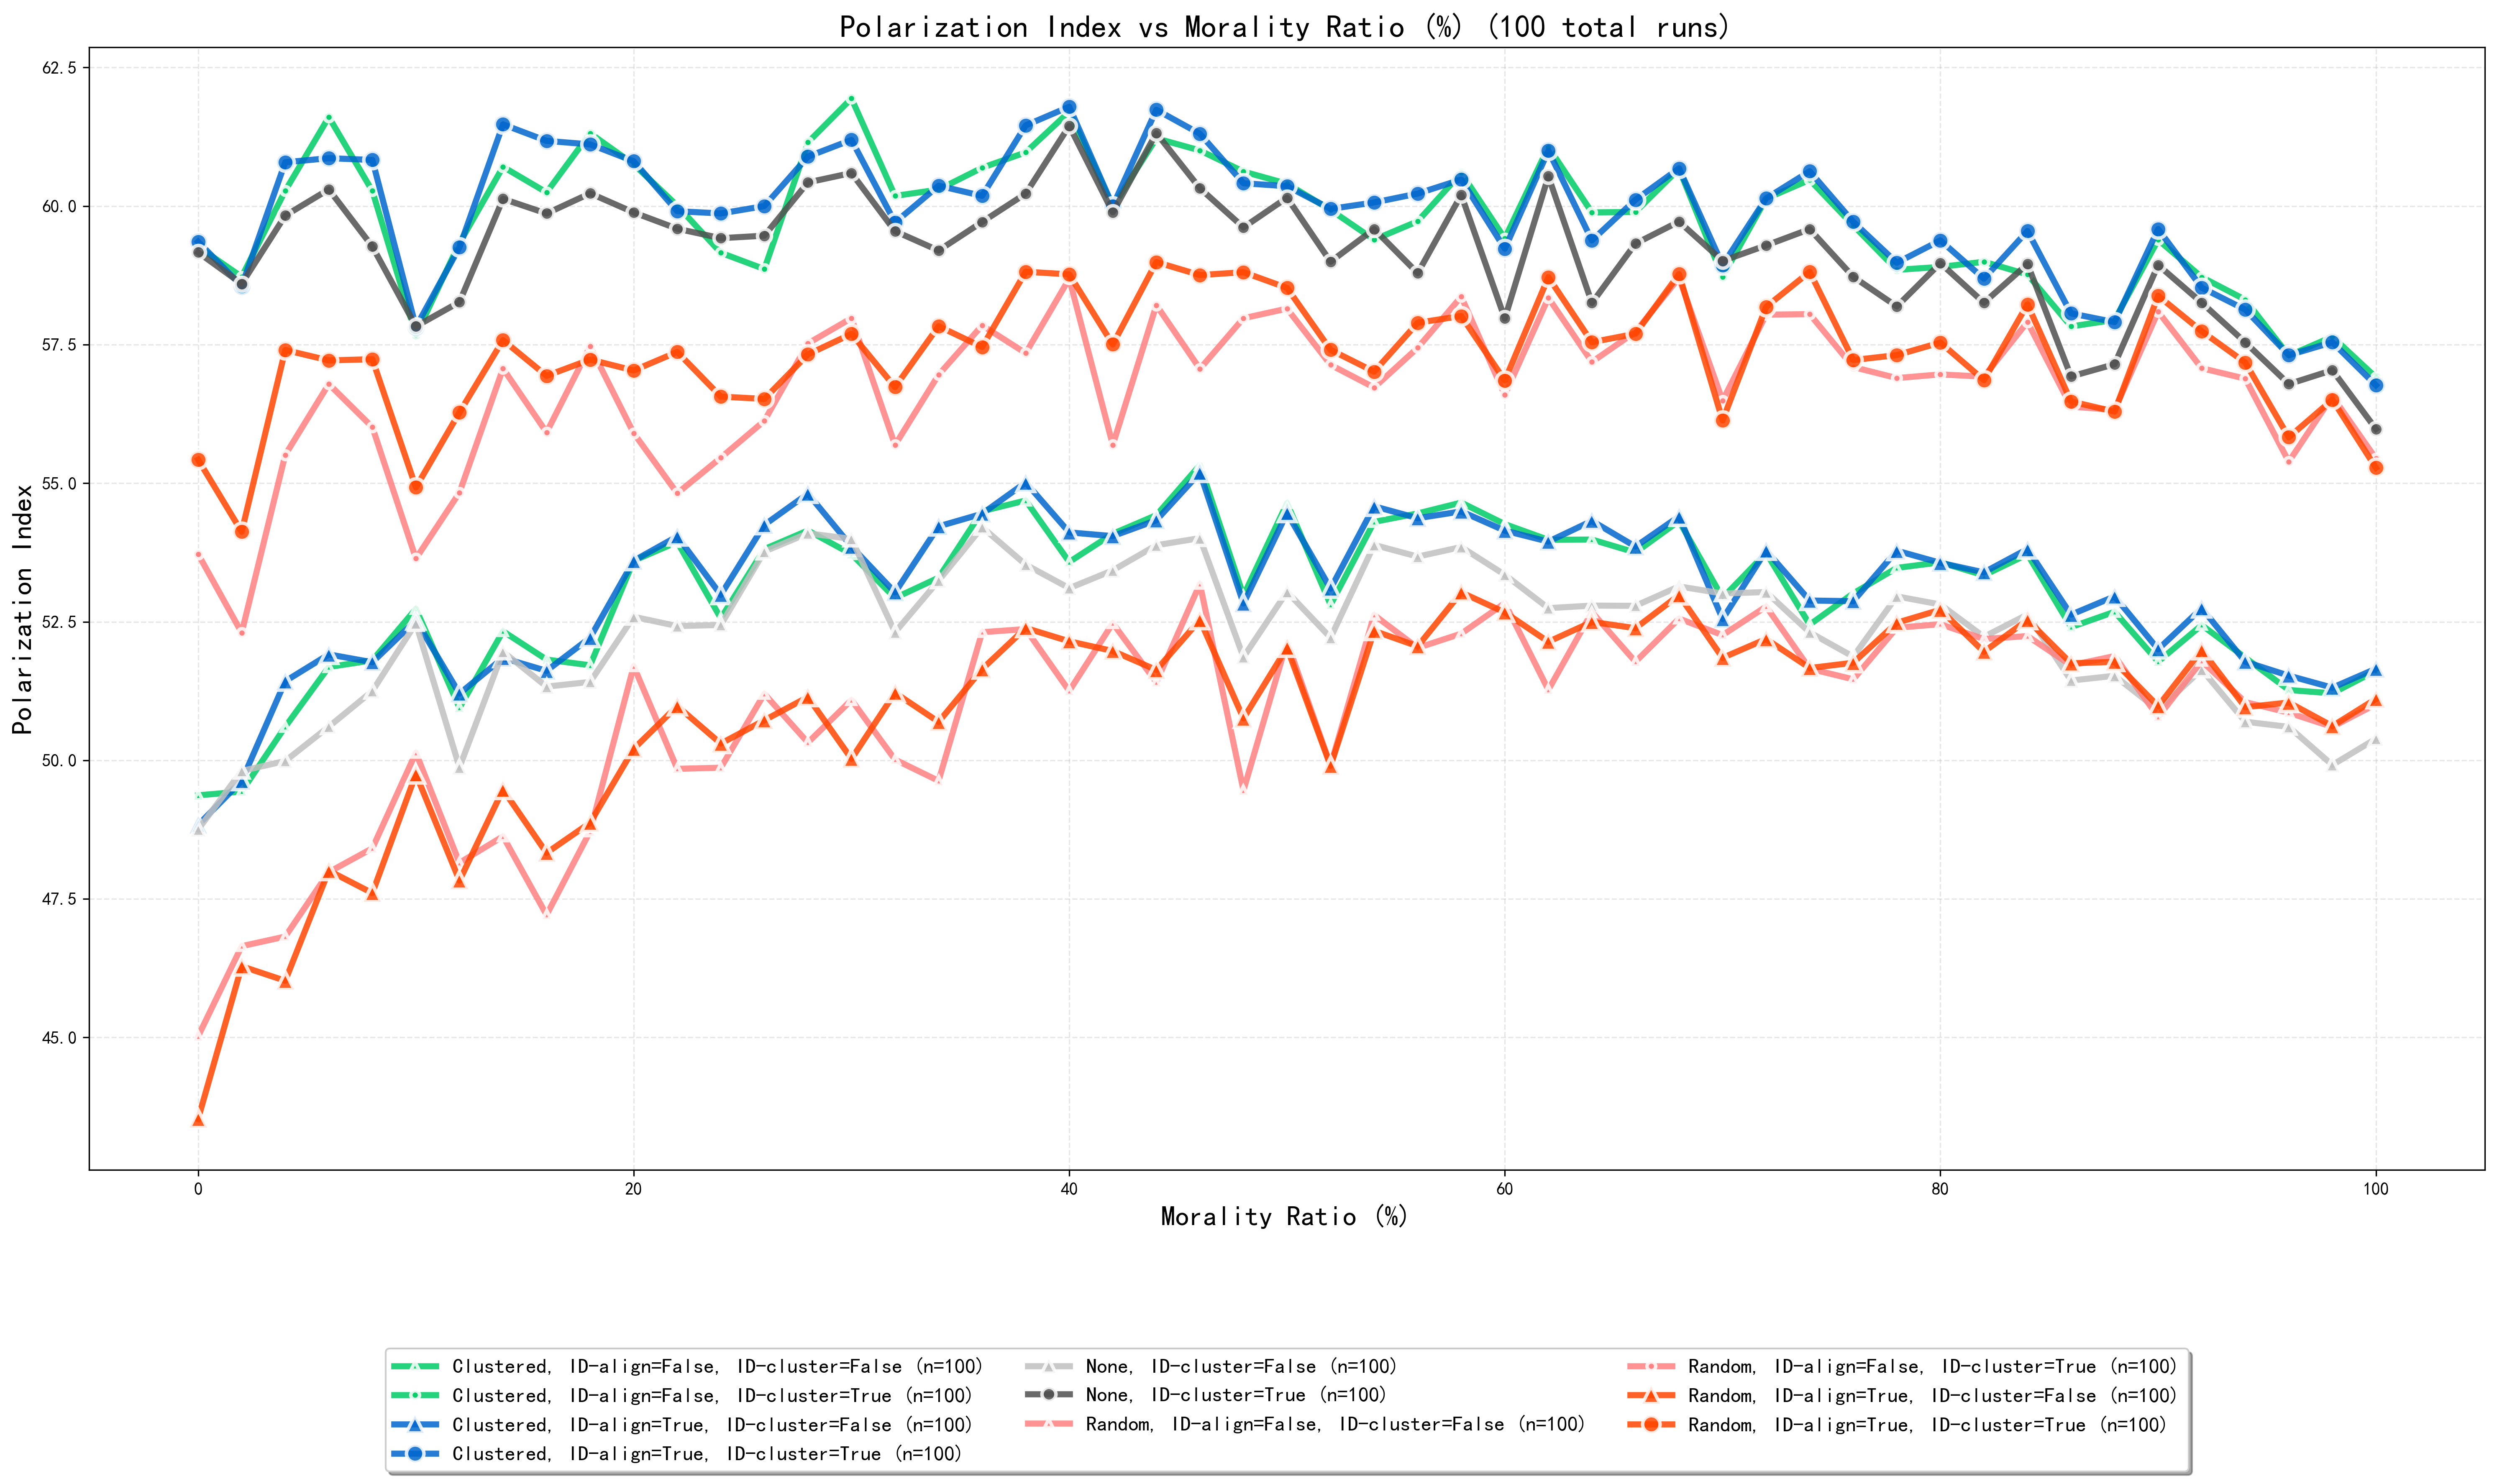 Polarization Index vs Morality Ratio (%) (100 total runs)
Polarization Index
62.5
60.0
57.5
55.0
52.5
50.0
47.5
45.0
0
20
40
60
80
100
Morality Ratio (%)
Clustered, ID-align=False, ID-cluster=False (n=100)
Clustered, ID-align=False, ID-cluster=True (n=100)
Clustered, ID-align=True, ID-cluster=False (n=100)
Clustered, ID-align=True, ID-cluster=True (n=100)
None, ID-cluster=False (n=100)
None, ID-cluster=True (n=100)
Random, ID-align=False, ID-cluster=False (n=100)
Random, ID-align=False, ID-cluster=True (n=100)
Random, ID-align=True, ID-cluster=False (n=100)
Random, ID-align=True, ID-cluster=True (n=100)